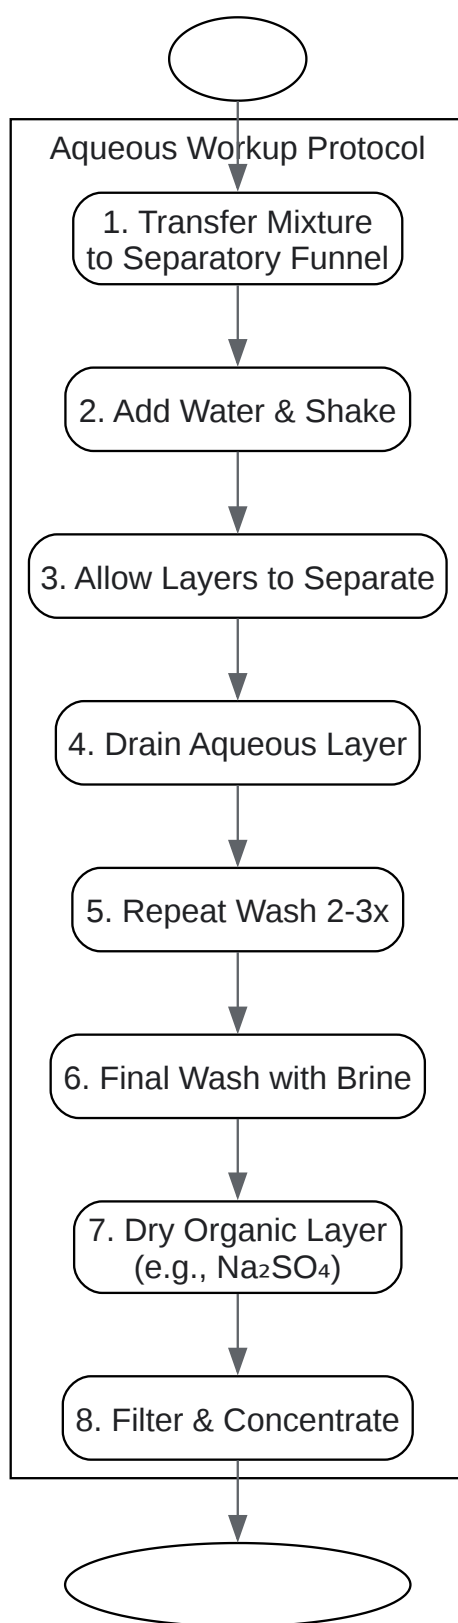 Aqueous Workup Protocol
1. Transfer Mixture
to Separatory Funnel
2. Add Water & Shake
3. Allow Layers to Separate
4. Drain Aqueous Layer
5. Repeat Wash 2-3x
6. Final Wash with Brine
7. Dry Organic Layer
(e.g., Na₂SO₄)
8. Filter & Concentrate